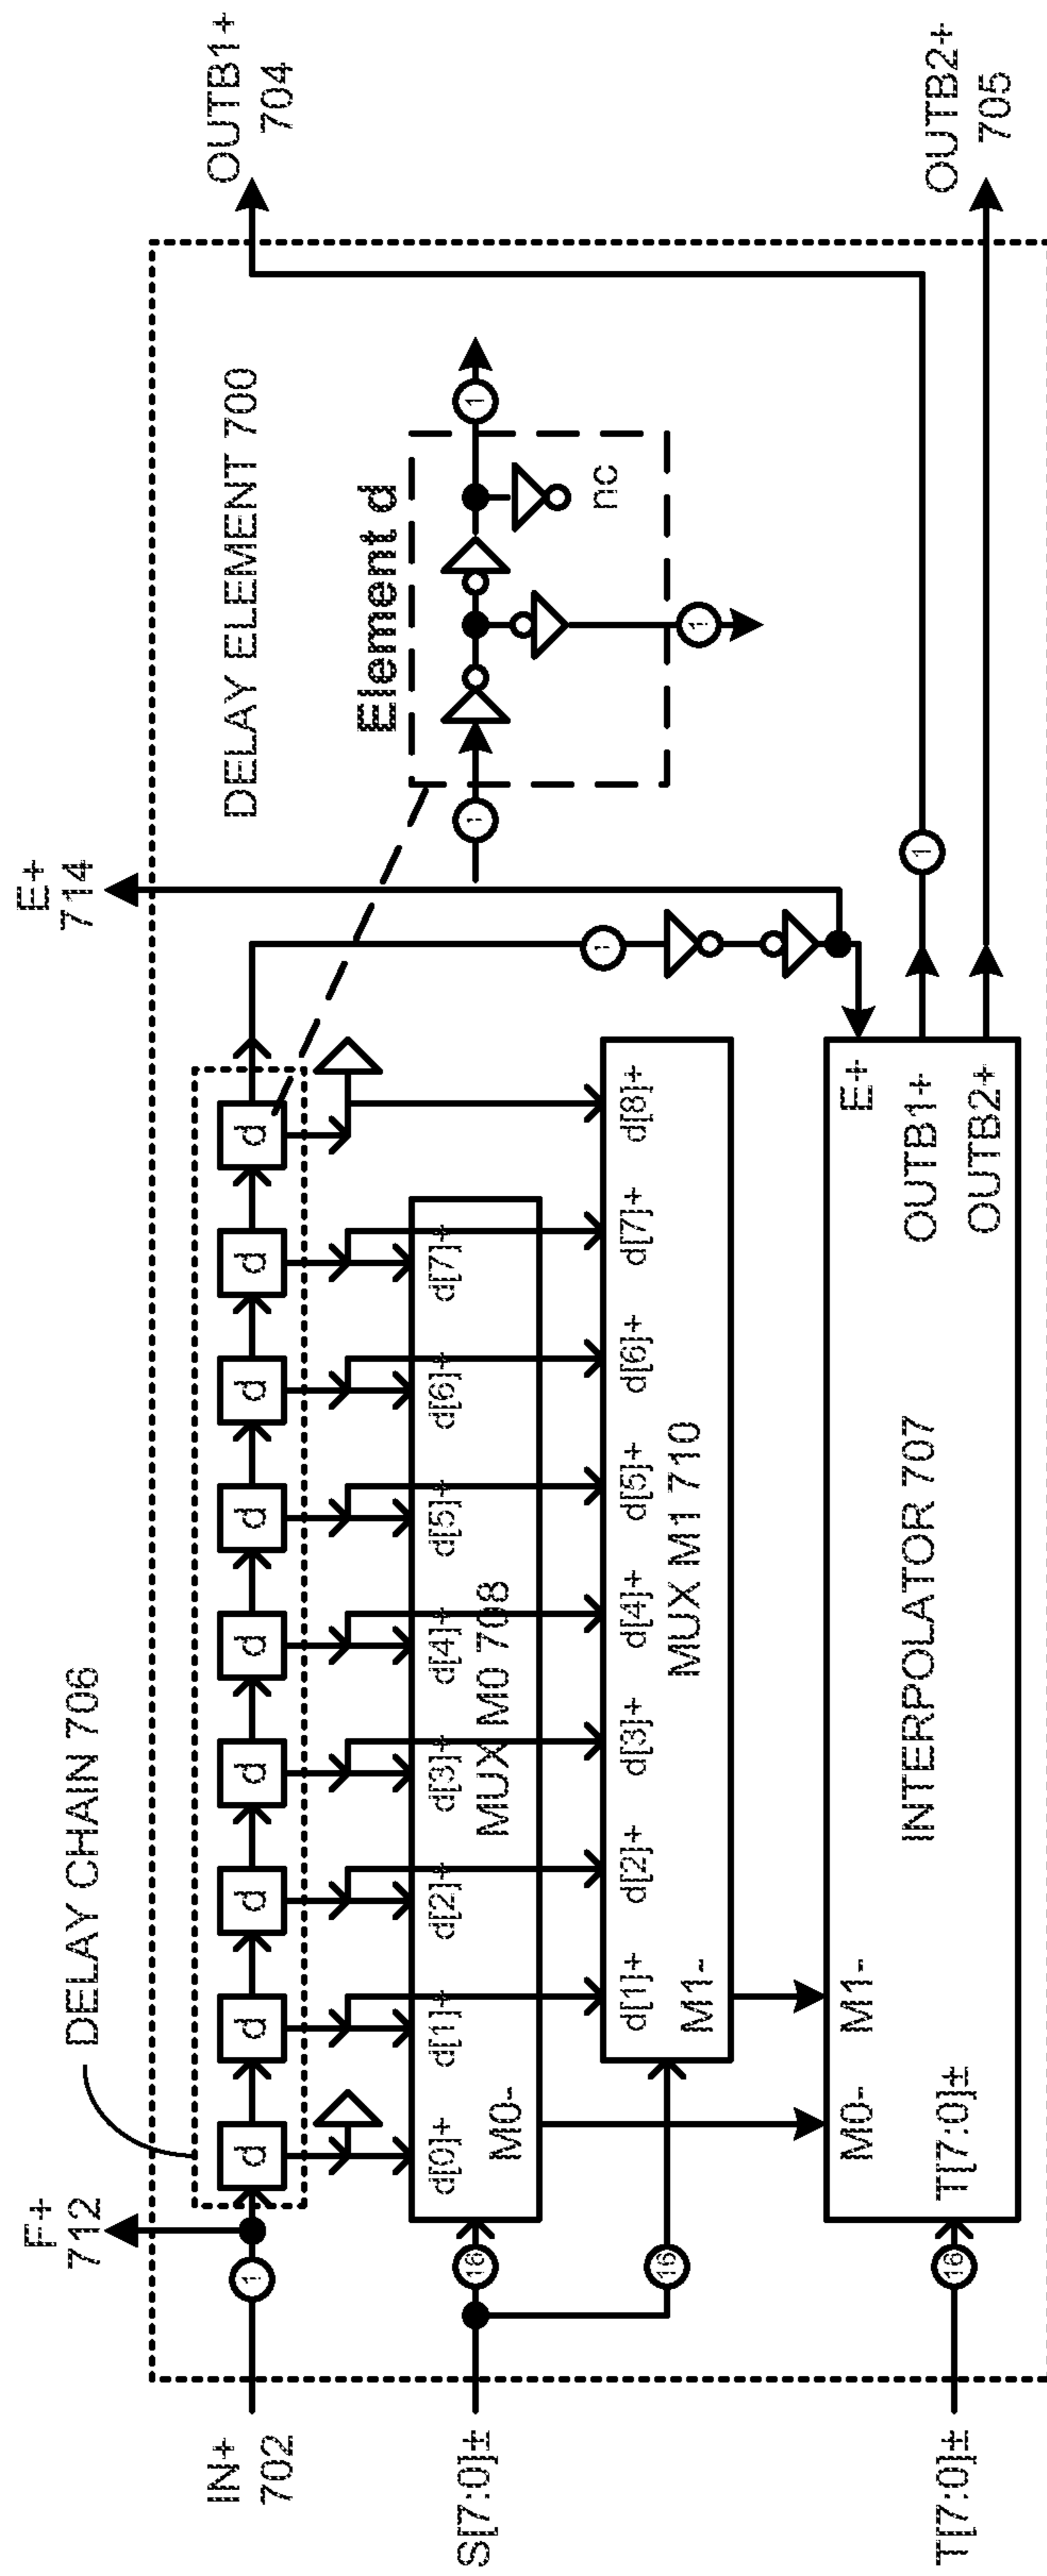 F+
712
E+
714
DELAY CHAIN 706
IN+
702
1
d
d
d
d
d
d
d
d
d
DELAY ELEMENT 700
OUTB1+
704
Element d
1
1
nc
1
1
S[7:0]±
16
d[0]+
d[1]+
d[2]+
d[3]+
d[4]+
d[5]+
d[6]+
d[7]+
M0-
MUX M0 708
16
d[1]+
d[2]+
d[3]+
d[4]+
d[5]+
d[6]+
d[7]+
d[8]+
M1-
MUX M1 710
M0-
M1-
E+
INTERPOLATOR 707
OUTB1+
1
T[7:0]±
16
T[7:0]±
OUTB2+
OUTB2+
705